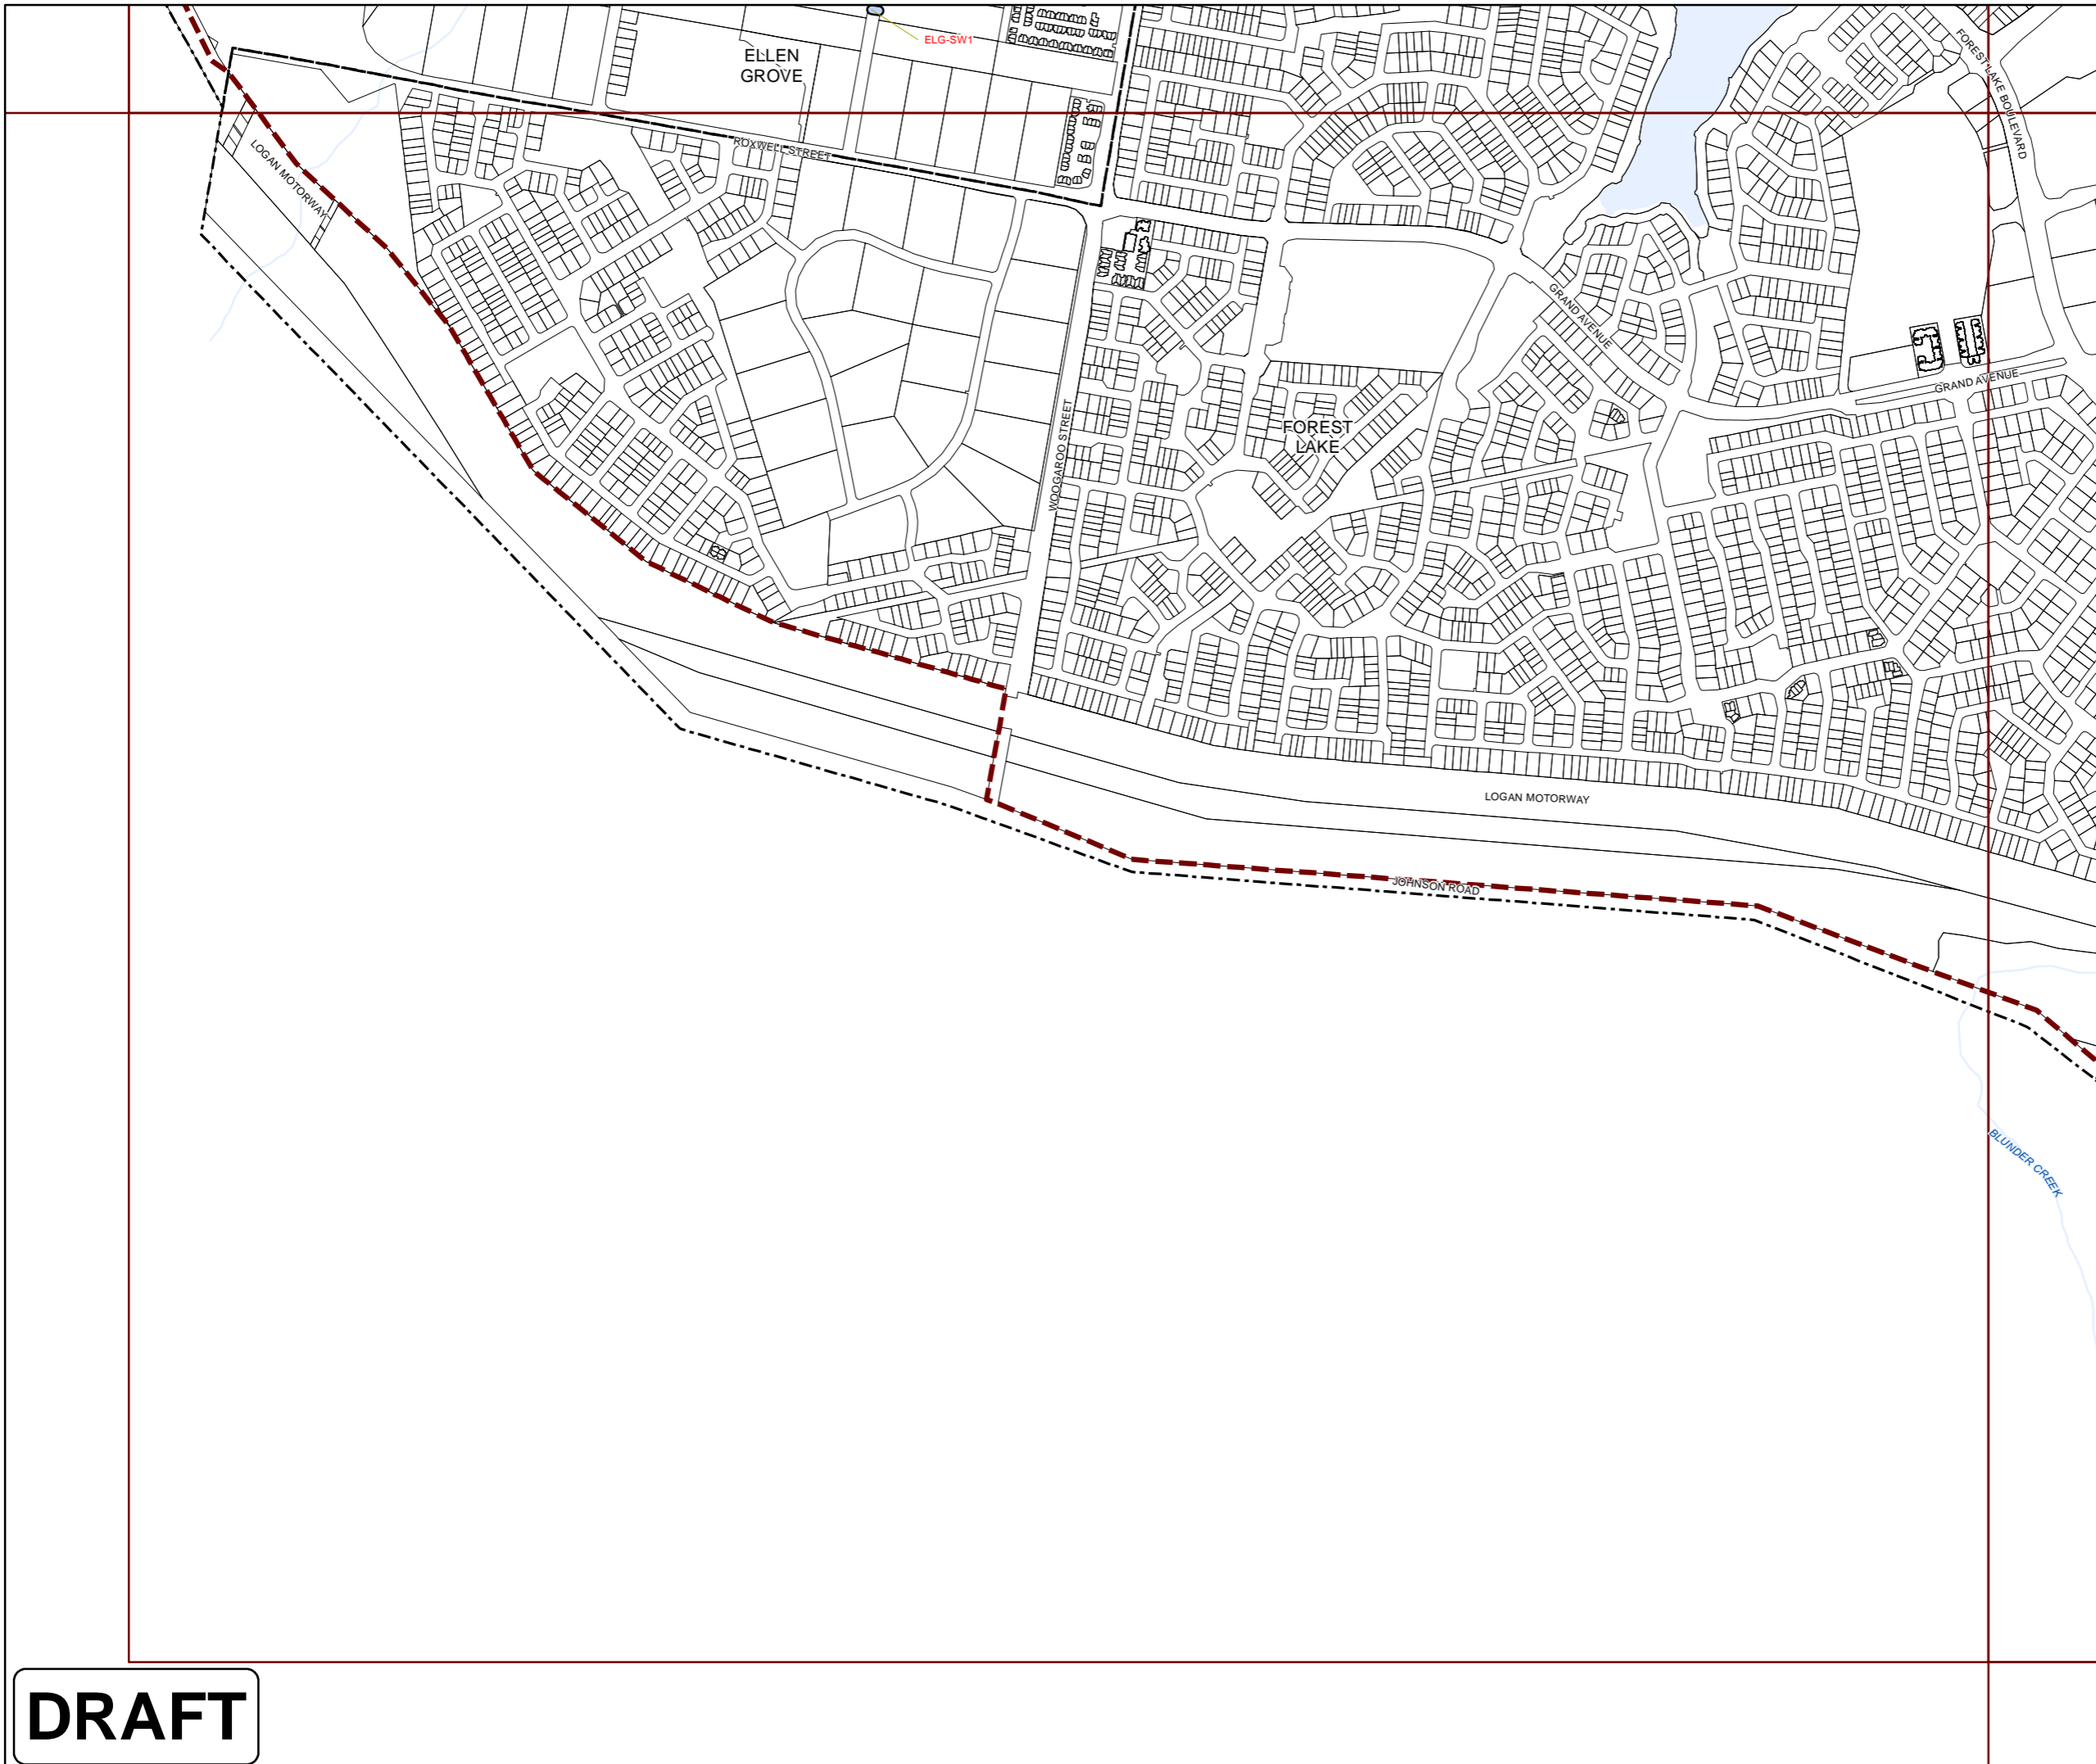 ELG-SW1
ELLEN
GROVE
FOREST LAKE BOULEVARD
ROXWELL STREET
LOGAN MOTORWAY
GRAND AVENUE
GRAND AVENUE
WOOGAROO STREET
FOREST
LAKE
LOGAN MOTORWAY
JOHNSON ROAD
BLUNDER CREEK
DRAFT